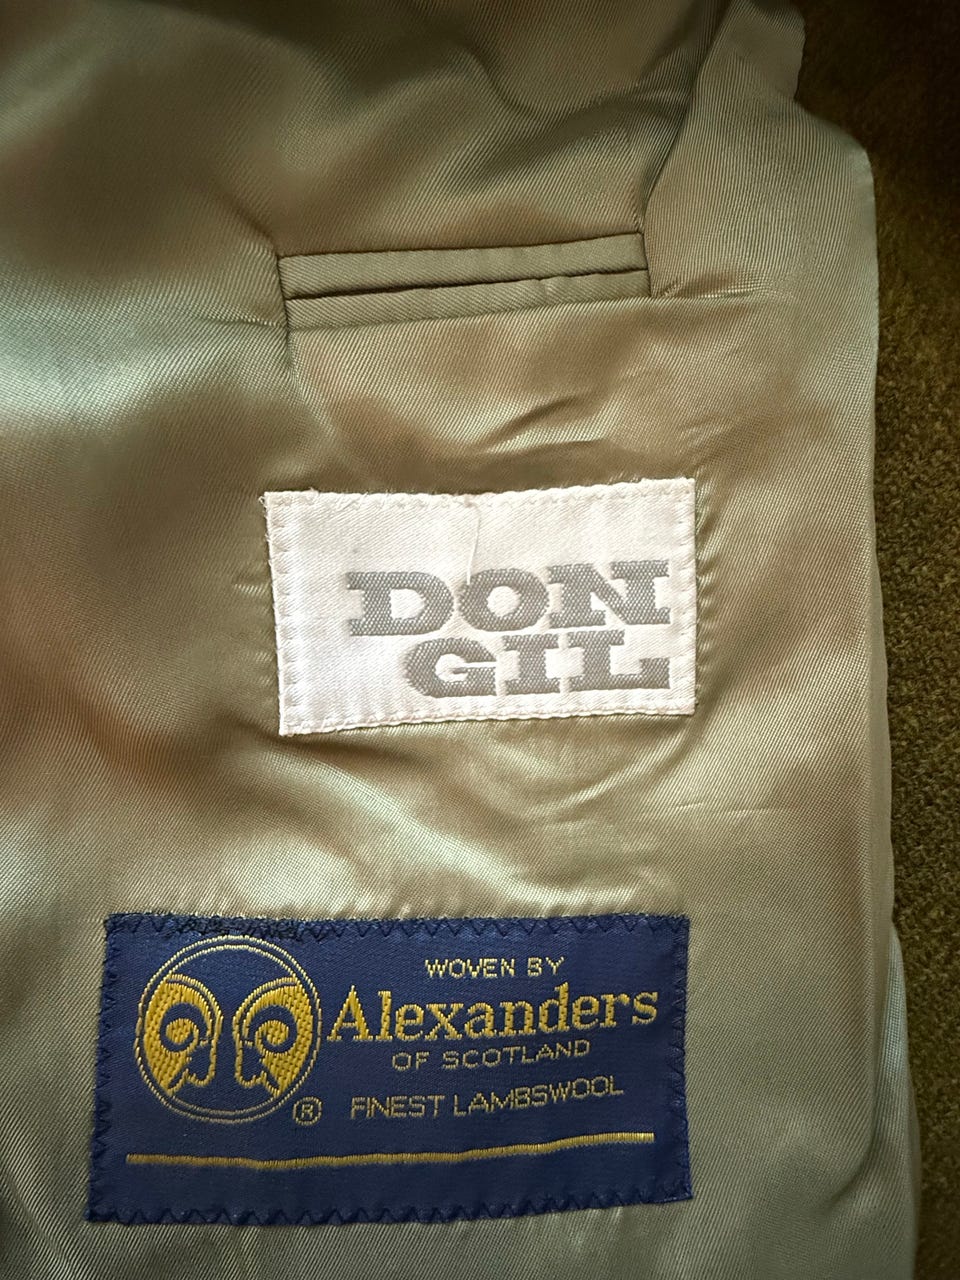 DON
GIL
WOVEN BY
Alexanders
OF SCOTLAND
® FINEST LAMBSWOOL